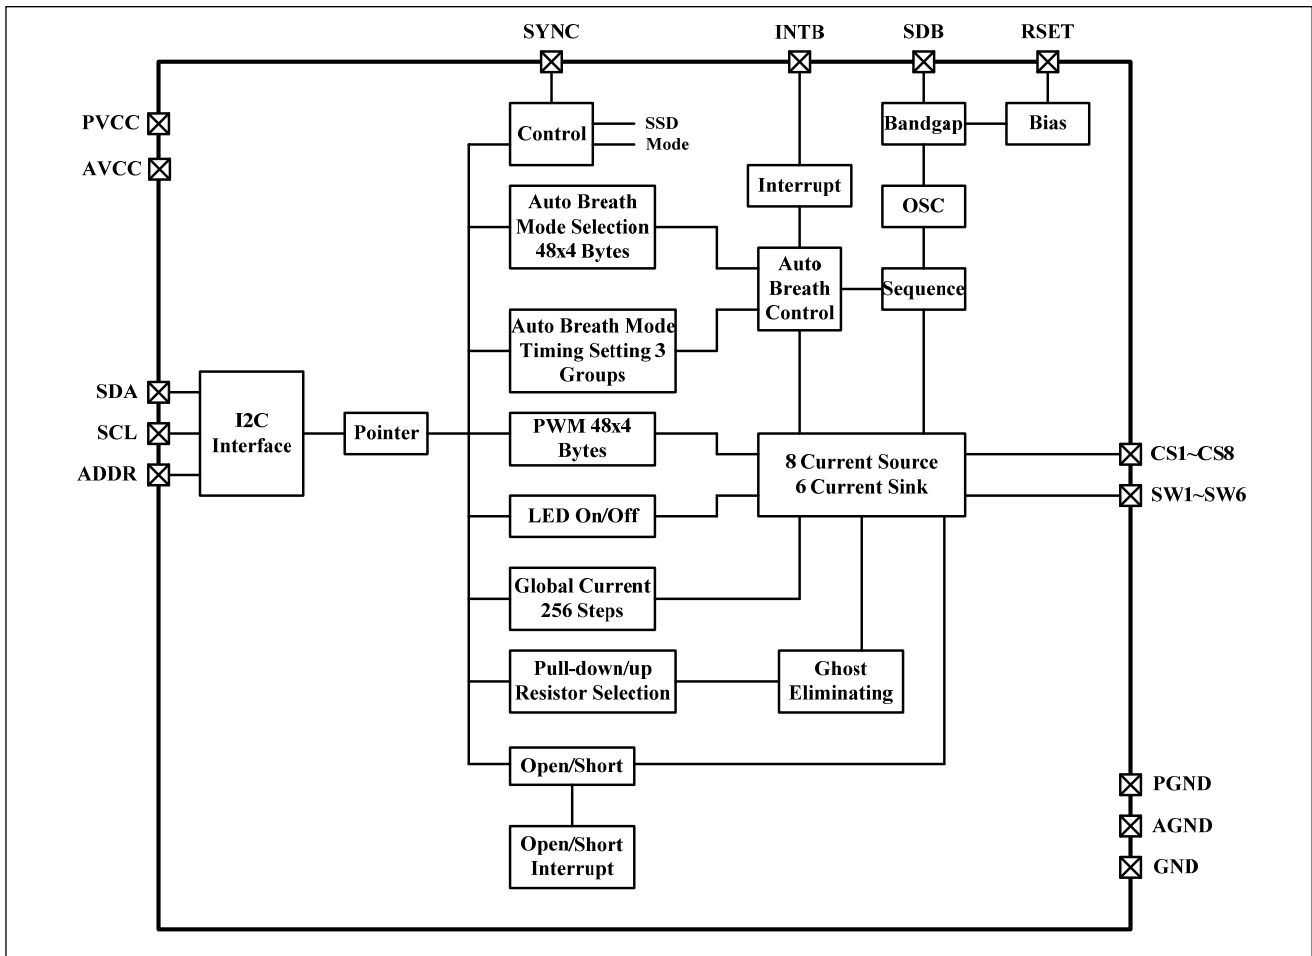 SYNC
INTB
SDB
RSET
PVCC
AVCC
Control
SSD
Mode
Bandgap
Bias
Interrupt
OSC
Auto Breath
Mode Selection
48x4 Bytes
Auto
Breath
Control
Sequence
Auto Breath Mode
Timing Setting 3
Groups
SDA
SCL
ADDR
I2C
Interface
Pointer
PWM 48x4
Bytes
8 Current Source
6 Current Sink
CS1~CS8
SW1~SW6
LED On/Off
Global Current
256 Steps
Pull-down/up
Resistor Selection
Ghost
Eliminating
Open/Short
Open/Short
Interrupt
PGND
AGND
GND